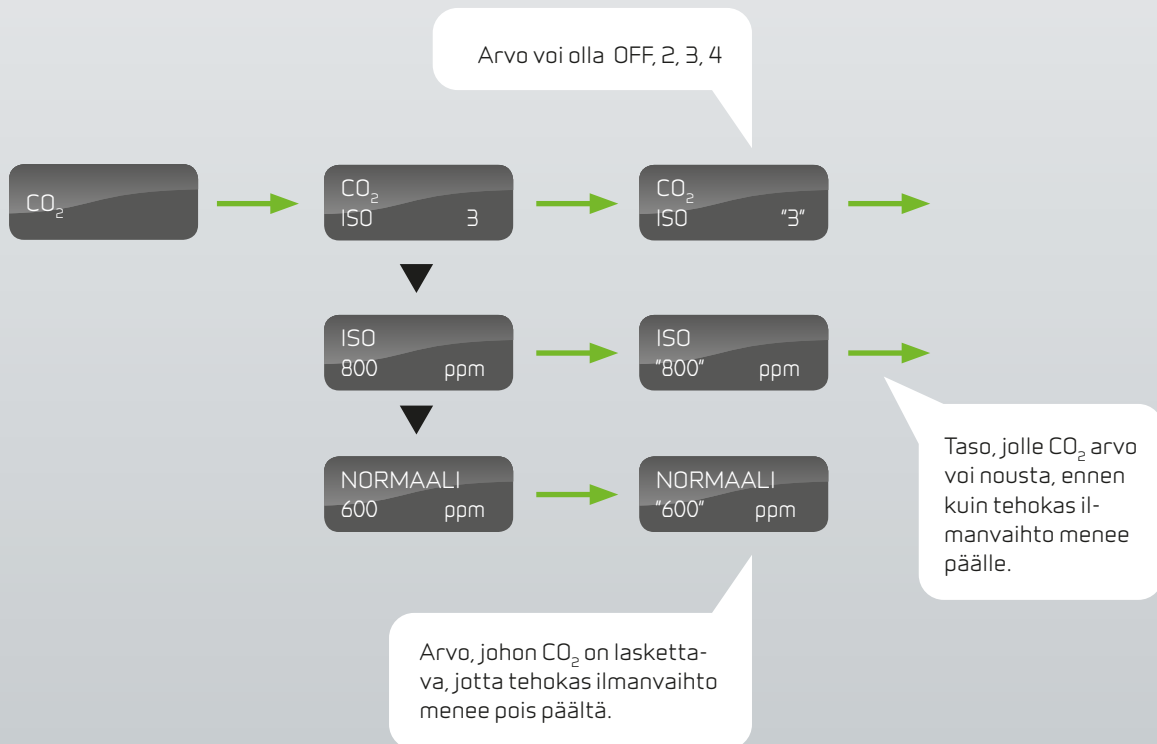 Arvo voi olla OFF, 2, 3, 4
CO₂
CO₂
ISO 3
CO₂
ISO "3"
ISO
800 ppm
ISO
"800" ppm
Taso, jolle CO₂ arvo
voi nousta, ennen
kuin tehokas il-
manvaihto menee
päälle.
NORMAALI
600 ppm
NORMAALI
"600" ppm
Arvo, johon CO₂ on laskетta-
va, jotta tehokas ilmanvaihto
menee pois päältä.